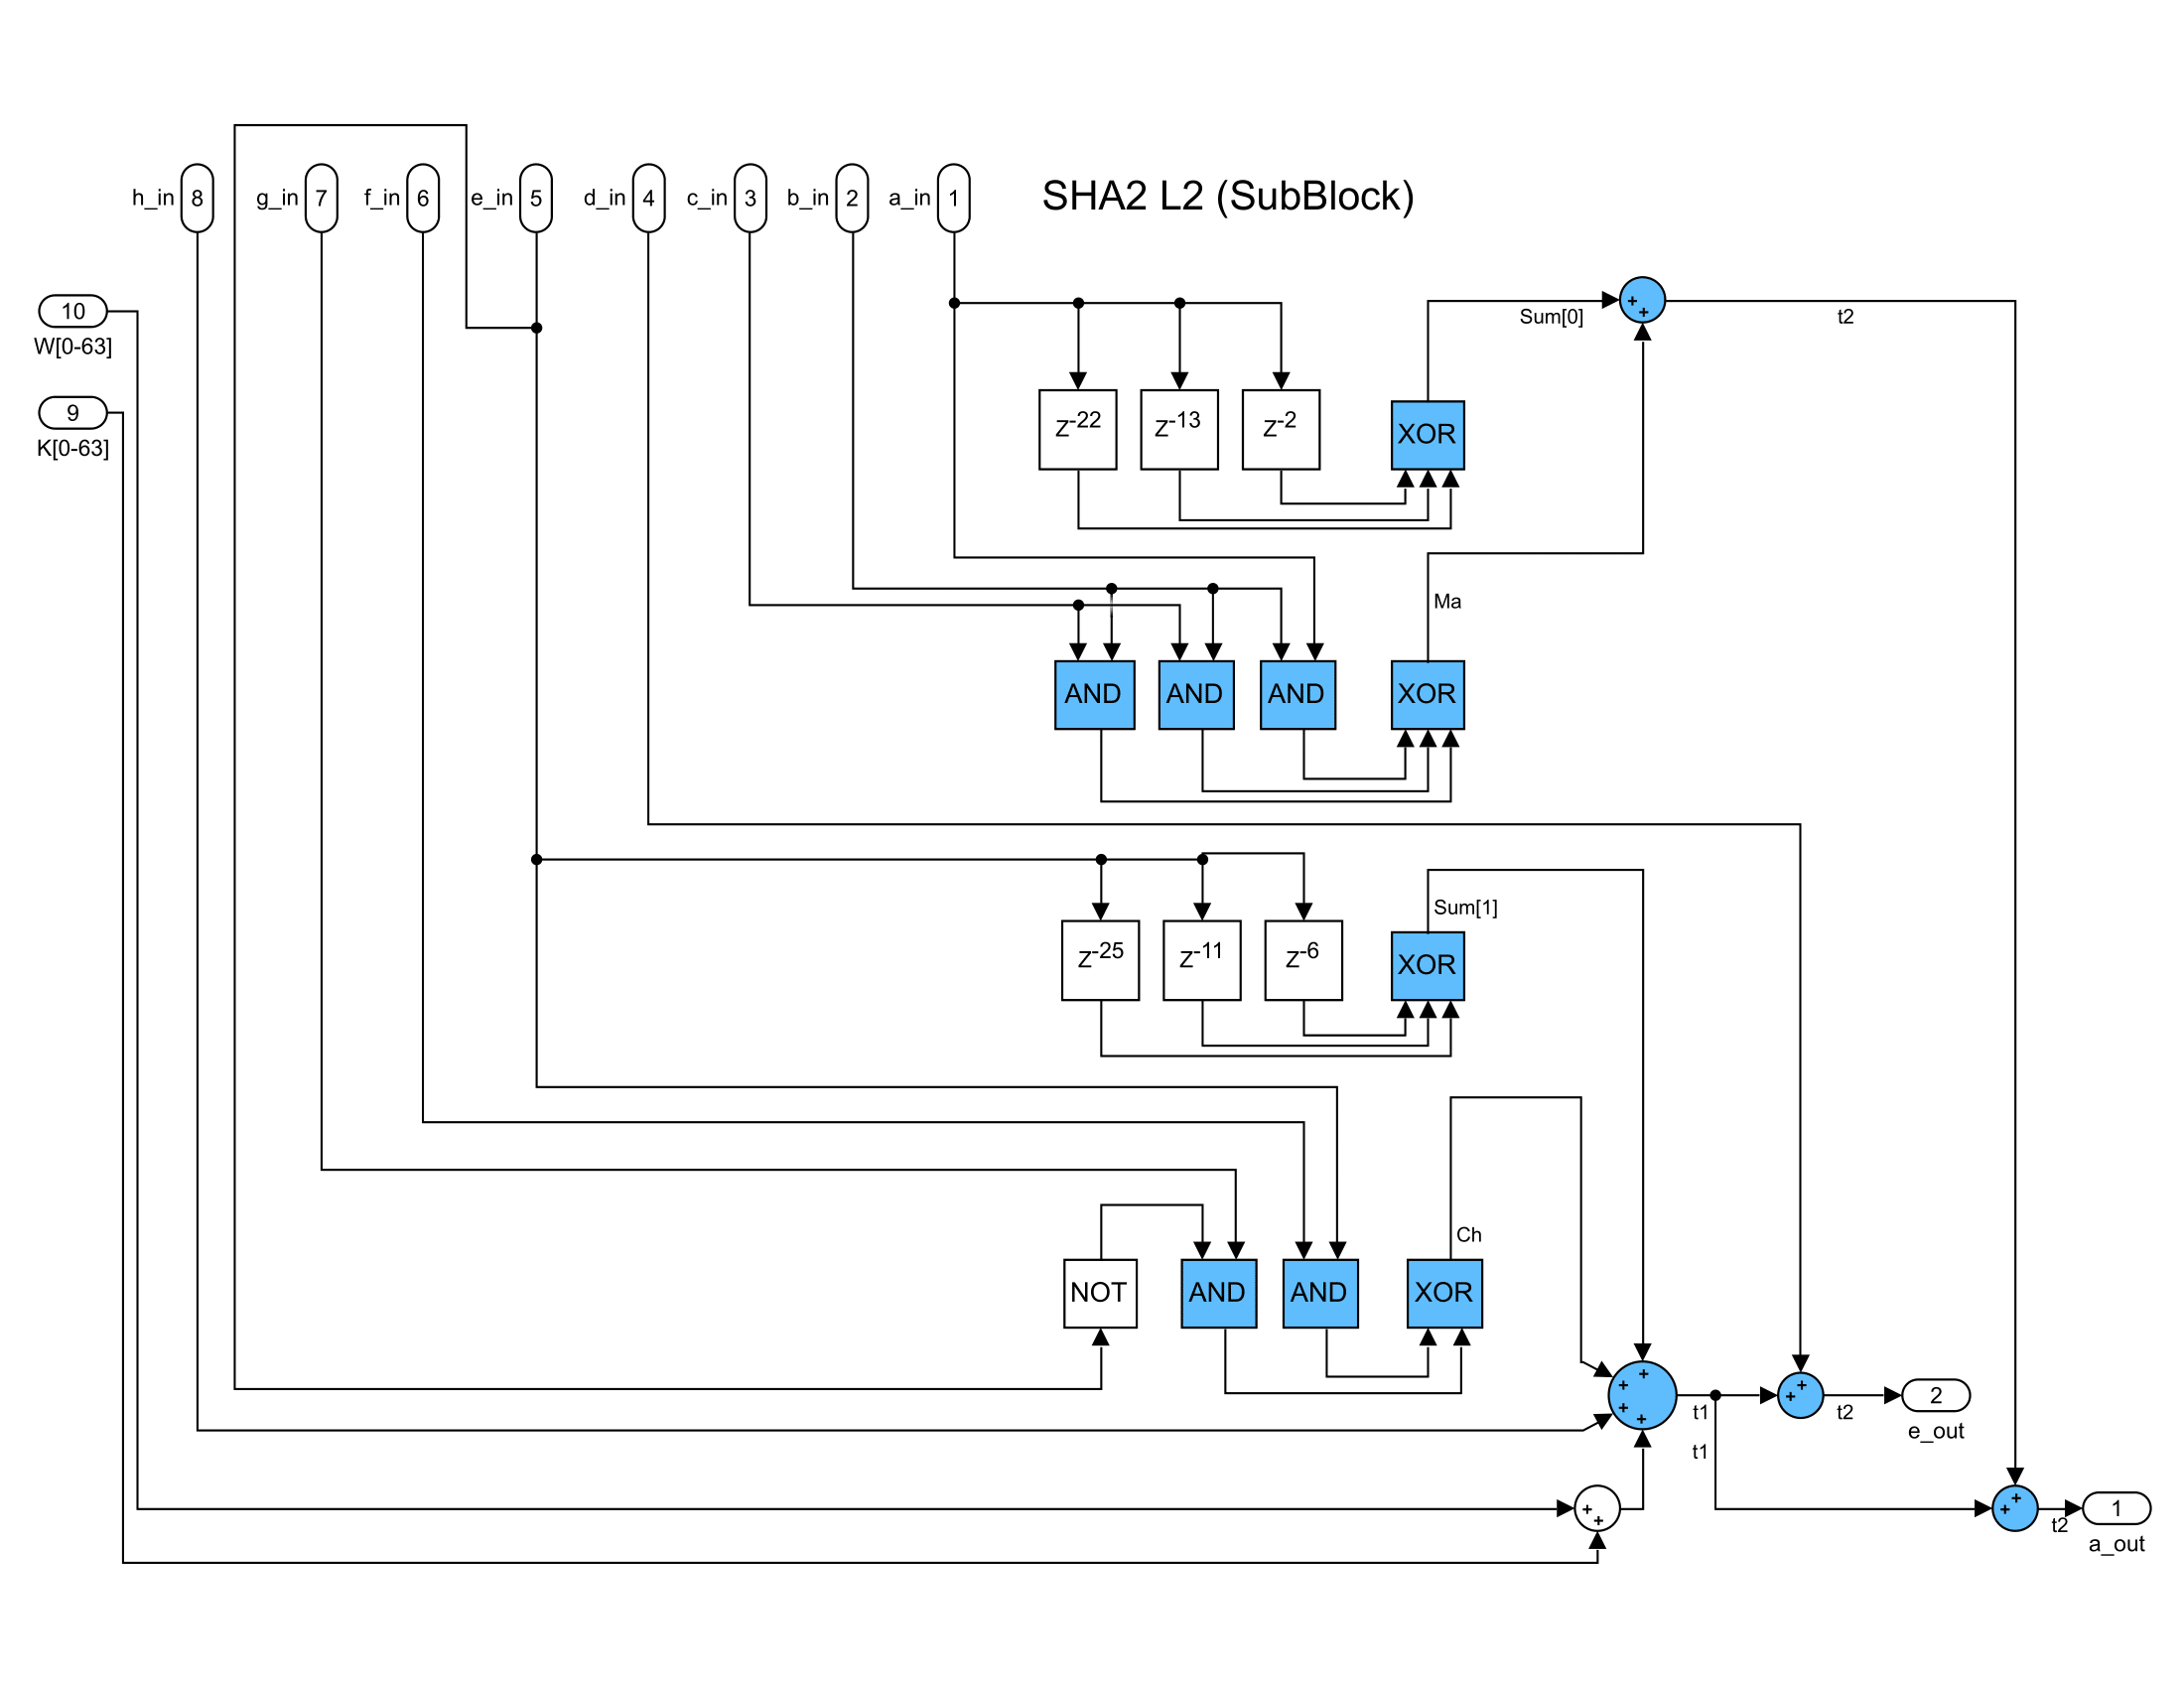 SHA2 L2 (SubBlock)
h_in 8
g_in 7
f_in 6
e_in 5
d_in 4
c_in 3
b_in 2
a_in 1
10
W[0-63]
9
K[0-63]
Sum[0]
+
+
t2
z-22
z-13
z-2
XOR
Ma
AND
AND
AND
XOR
Sum[1]
z-25
z-11
z-6
XOR
Ch
NOT
AND
AND
XOR
+
+
+
+
t1
t1
+
+
t2
2
e_out
+
+
+
+
t2
1
a_out